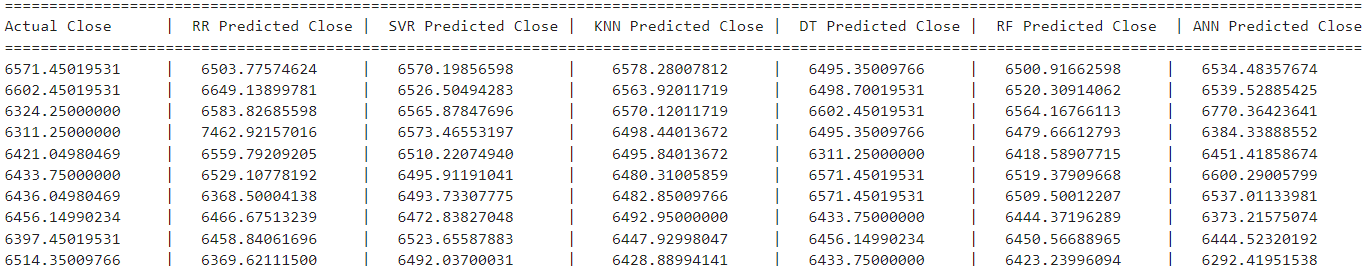 ==========================================================================================================================================================
Actual Close | RR Predicted Close | SVR Predicted Close | KNN Predicted Close | DT Predicted Close | RF Predicted Close | ANN Predicted Close
==========================================================================================================================================================
6571.45019531 | 6503.77574624 | 6570.19856598 | 6578.28007812 | 6495.35009766 | 6500.91662598 | 6534.48357674
6602.45019531 | 6649.13899781 | 6526.50494283 | 6563.92011719 | 6498.70019531 | 6520.30914062 | 6539.52885425
6324.25000000 | 6583.82685598 | 6565.87847696 | 6570.12011719 | 6602.45019531 | 6564.16766113 | 6770.36423641
6311.25000000 | 7462.92157016 | 6573.46553197 | 6498.44013672 | 6495.35009766 | 6479.66612793 | 6384.33888552
6421.04980469 | 6559.79209205 | 6510.22074940 | 6495.84013672 | 6311.25000000 | 6418.58907715 | 6451.41858674
6433.75000000 | 6529.10778192 | 6495.91191041 | 6480.31005859 | 6571.45019531 | 6519.37909668 | 6600.29005799
6436.04980469 | 6368.50004138 | 6493.73307775 | 6482.85009766 | 6571.45019531 | 6509.50012207 | 6537.01133981
6456.14990234 | 6466.67513239 | 6472.83827048 | 6492.95000000 | 6433.75000000 | 6444.37196289 | 6373.21575074
6397.45019531 | 6458.84061696 | 6523.65587883 | 6447.92998047 | 6456.14990234 | 6450.56688965 | 6444.52320192
6514.35009766 | 6369.62111500 | 6492.03700031 | 6428.88994141 | 6433.75000000 | 6423.23996094 | 6292.41951538